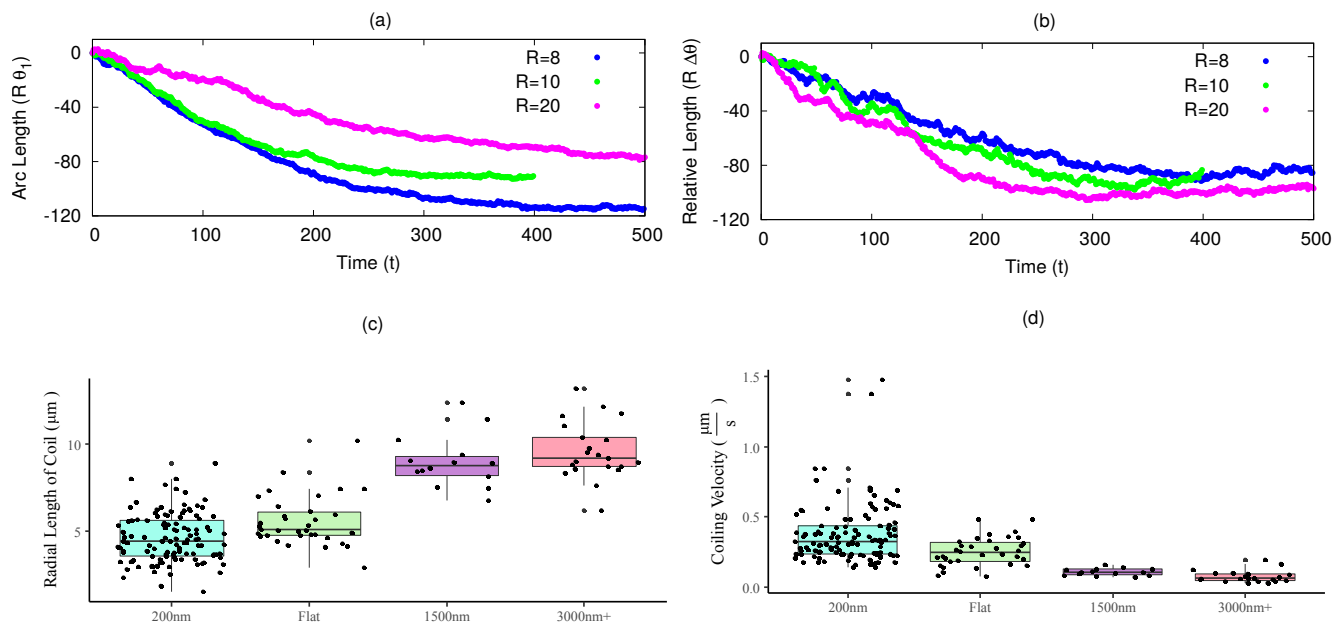 (a)
Arc Length (R θ1)
0
-40
-80
-120
R=8
R=10
R=20
0 100 200 300 400 500
Time (t)
(b)
Relative Length (R Δθ)
0
-40
-80
-120
R=8
R=10
R=20
0 100 200 300 400 500
Time (t)
(c)
Radial Length of Coil (μm)
10
5
200nm Flat 1500nm 3000nm+
(d)
Coiling Velocity (μm/s)
1.5
1.0
0.5
0.0
200nm Flat 1500nm 3000nm+